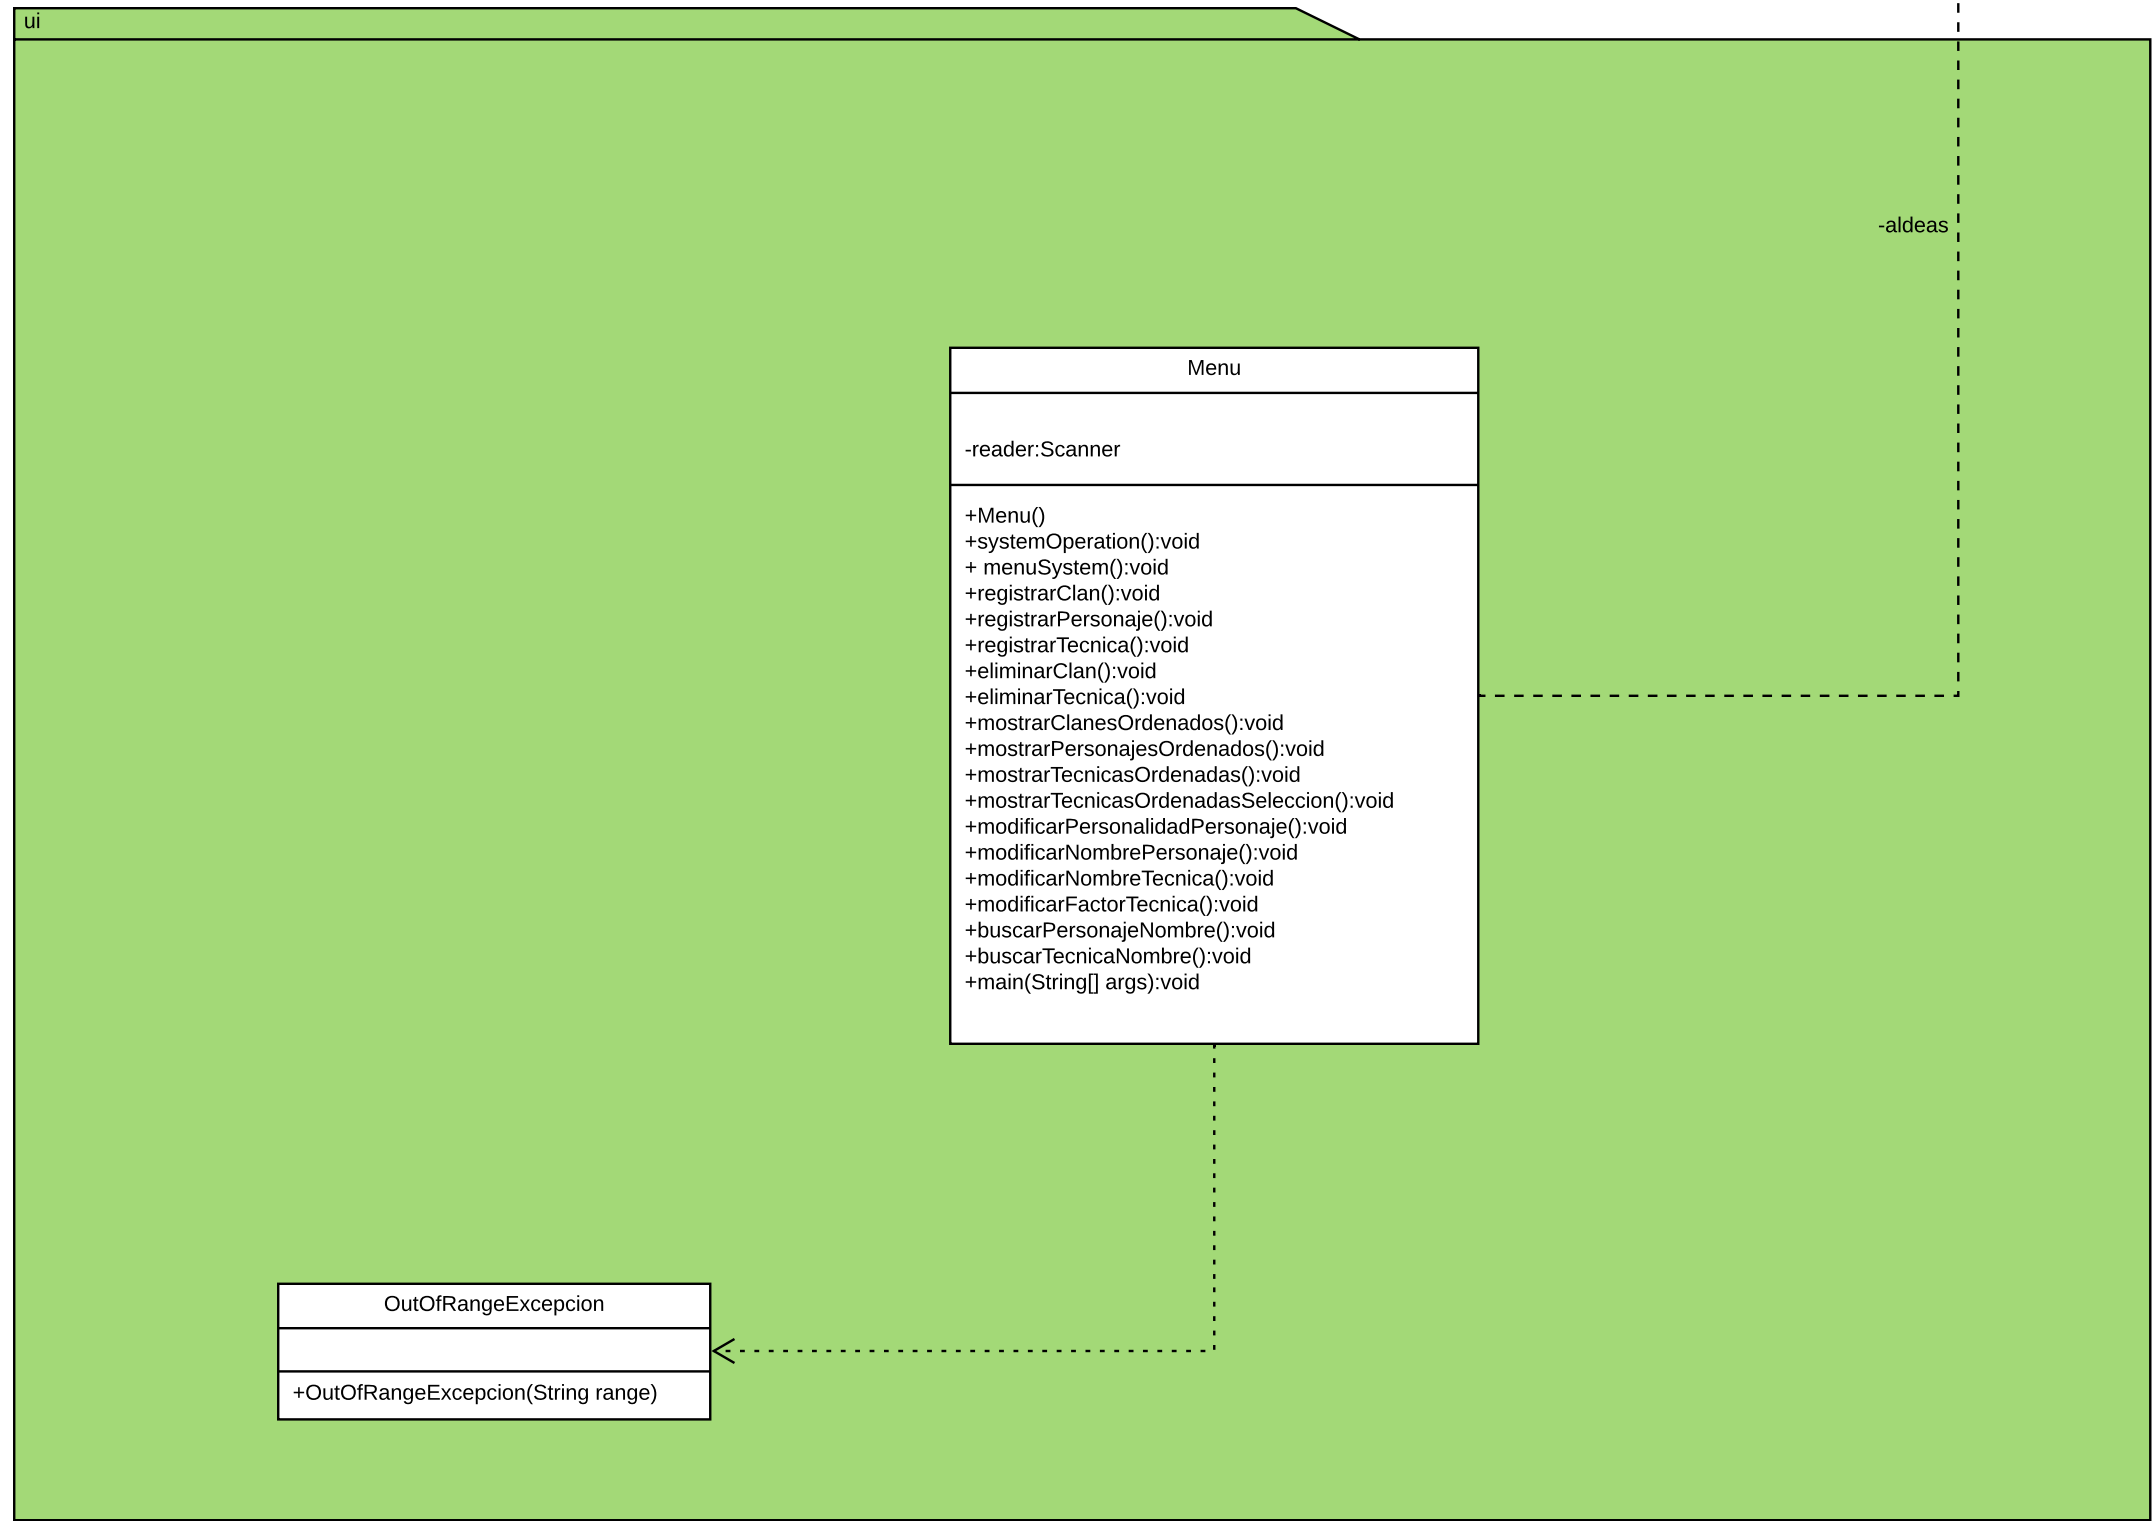 ui
-aldeas
Menu
-reader:Scanner
+Menu()
+systemOperation():void
+ menuSystem():void
+registrarClan():void
+registrarPersonaje():void
+registrarTecnica():void
+eliminarClan():void
+eliminarTecnica():void
+mostrarClanesOrdenados():void
+mostrarPersonajesOrdenados():void
+mostrarTecnicasOrdenadas():void
+mostrarTecnicasOrdenadasSeleccion():void
+modificarPersonalidadPersonaje():void
+modificarNombrePersonaje():void
+modificarNombreTecnica():void
+modificarFactorTecnica():void
+buscarPersonajeNombre():void
+buscarTecnicaNombre():void
+main(String[] args):void
OutOfRangeExcepcion
+OutOfRangeExcepcion(String range)